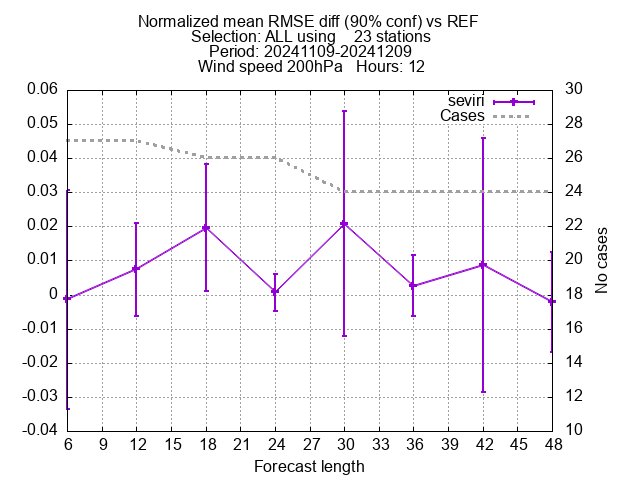 Normalized mean RMSE diff (90% conf) vs REF
Selection: ALL using    23 stations
Period: 20241109-20241209
Wind speed 200hPa   Hours: 12
seviri
Cases
0.06
0.05
0.04
0.03
0.02
0.01
0
-0.01
-0.02
-0.03
-0.04
30
28
26
24
22
20
18
16
14
12
10
No cases
6 9 12 15 18 21 24 27 30 33 36 39 42 45 48
Forecast length